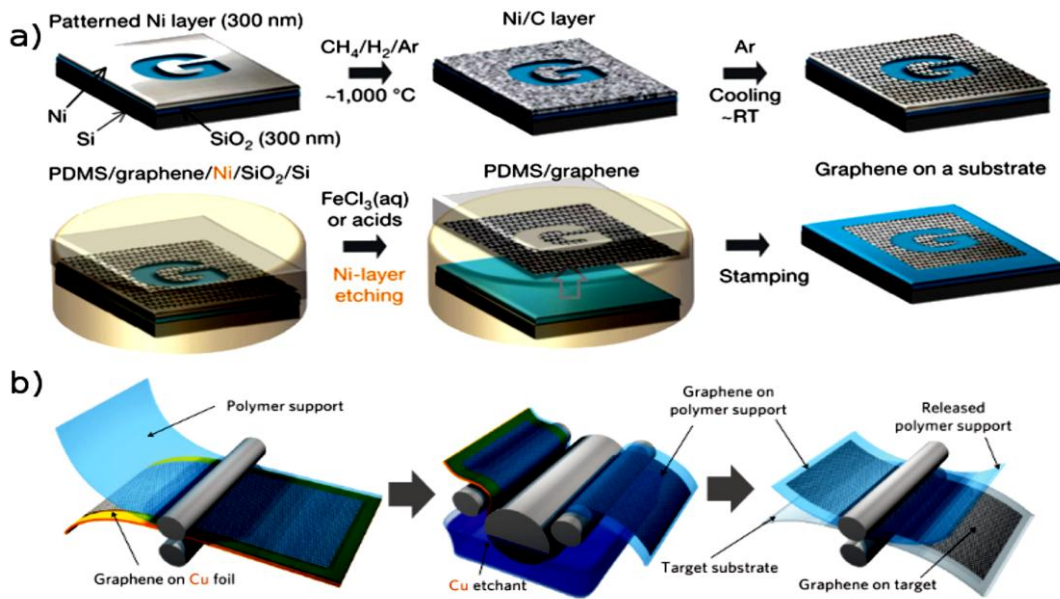 a)
Patterned Ni layer (300 nm)
Ni
Si
SiO₂ (300 nm)
CH₄/H₂/Ar
~1,000 °C
Ni/C layer
Ar
Cooling
~RT
PDMS/graphene/Ni/SiO₂/Si
FeCl₃(aq)
or acids
Ni-layer
etching
PDMS/graphene
Stamping
Graphene on a substrate
b)
Polymer support
Graphene on Cu foil
Cu etchant
Graphene on
polymer support
Released
polymer support
Target substrate
Graphene on target